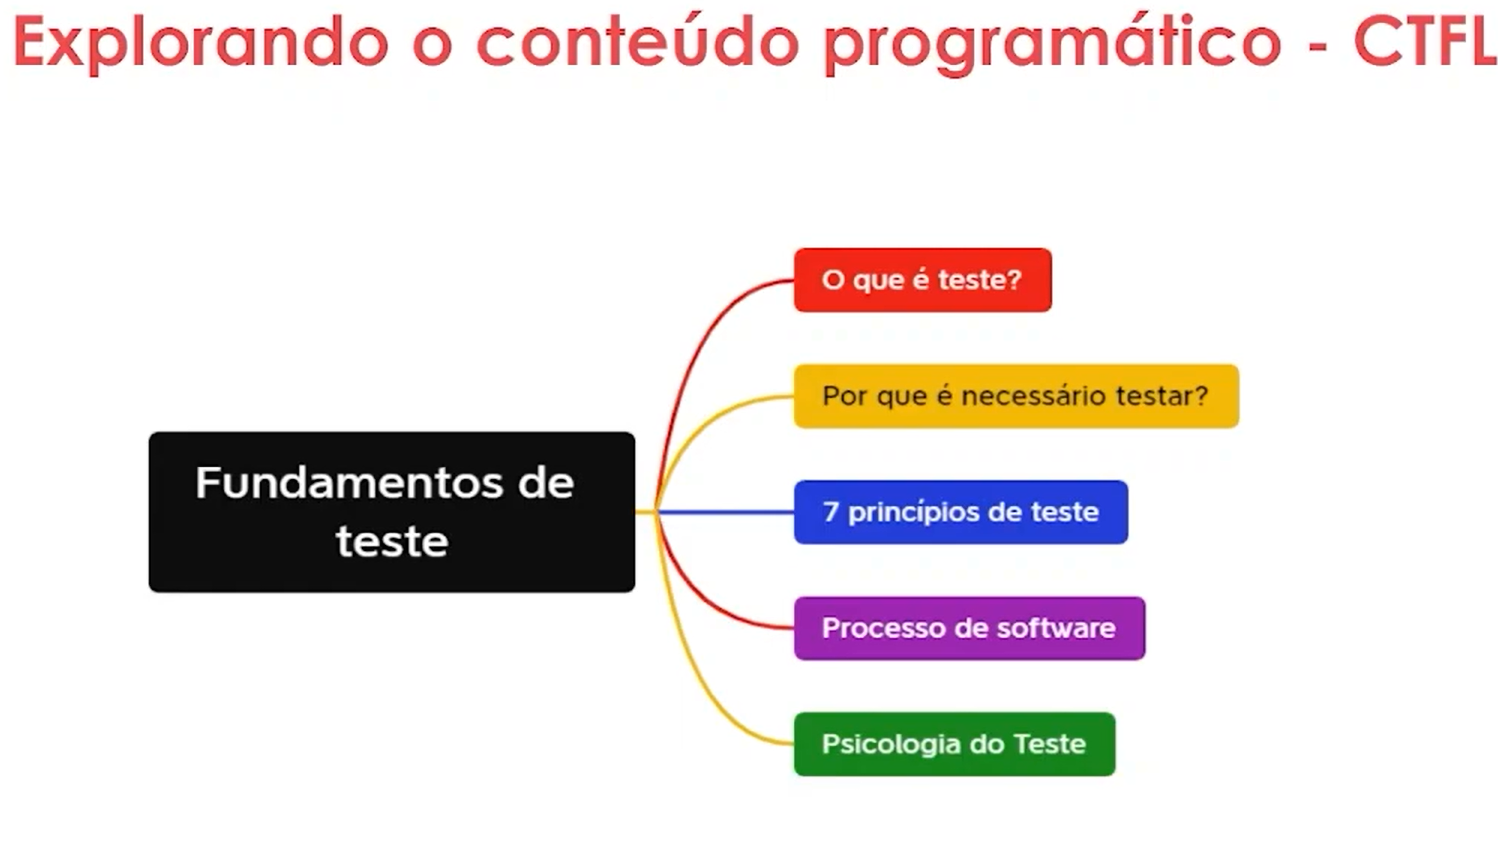 Explorando o conteúdo programático - CTFL
O que é teste?
Por que é necessário testar?
Fundamentos de
teste
7 princípios de teste
Processo de software
Psicologia do Teste